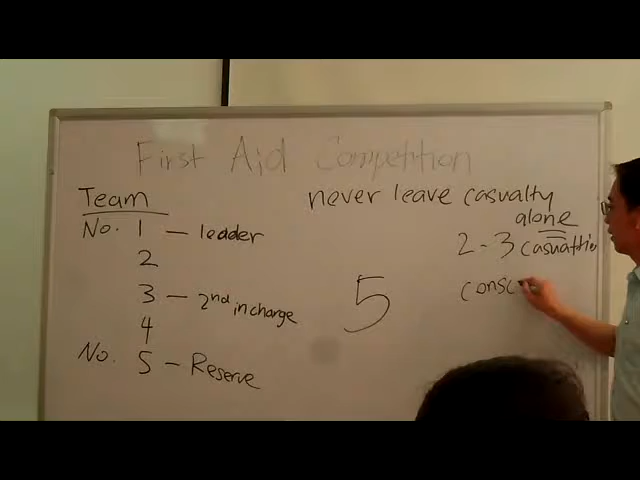 First Aid Competition
Team
No. 1 — leader
2
3 — 2nd in charge
4
No. 5 — Reserve
5
never leave casualty
alone
2-3 casualties
consc